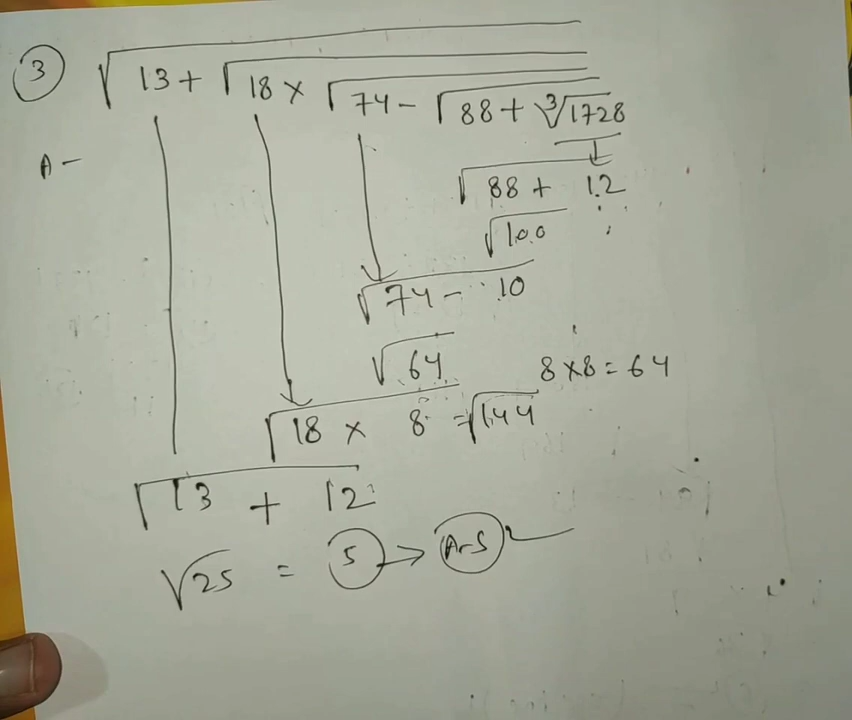 3 √13+√18×√74-√88+∛1728
A-
√88+ 12
√100
√74- 10
√64
8×8=64
√18 × 8 =√144
√13 + 12
√25 = 5 → Ans